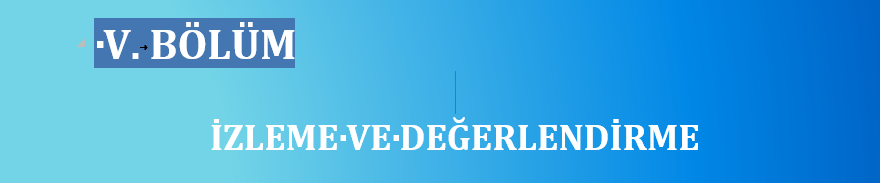 V. BÖLÜM
İZLEME VE DEĞERLENDİRME